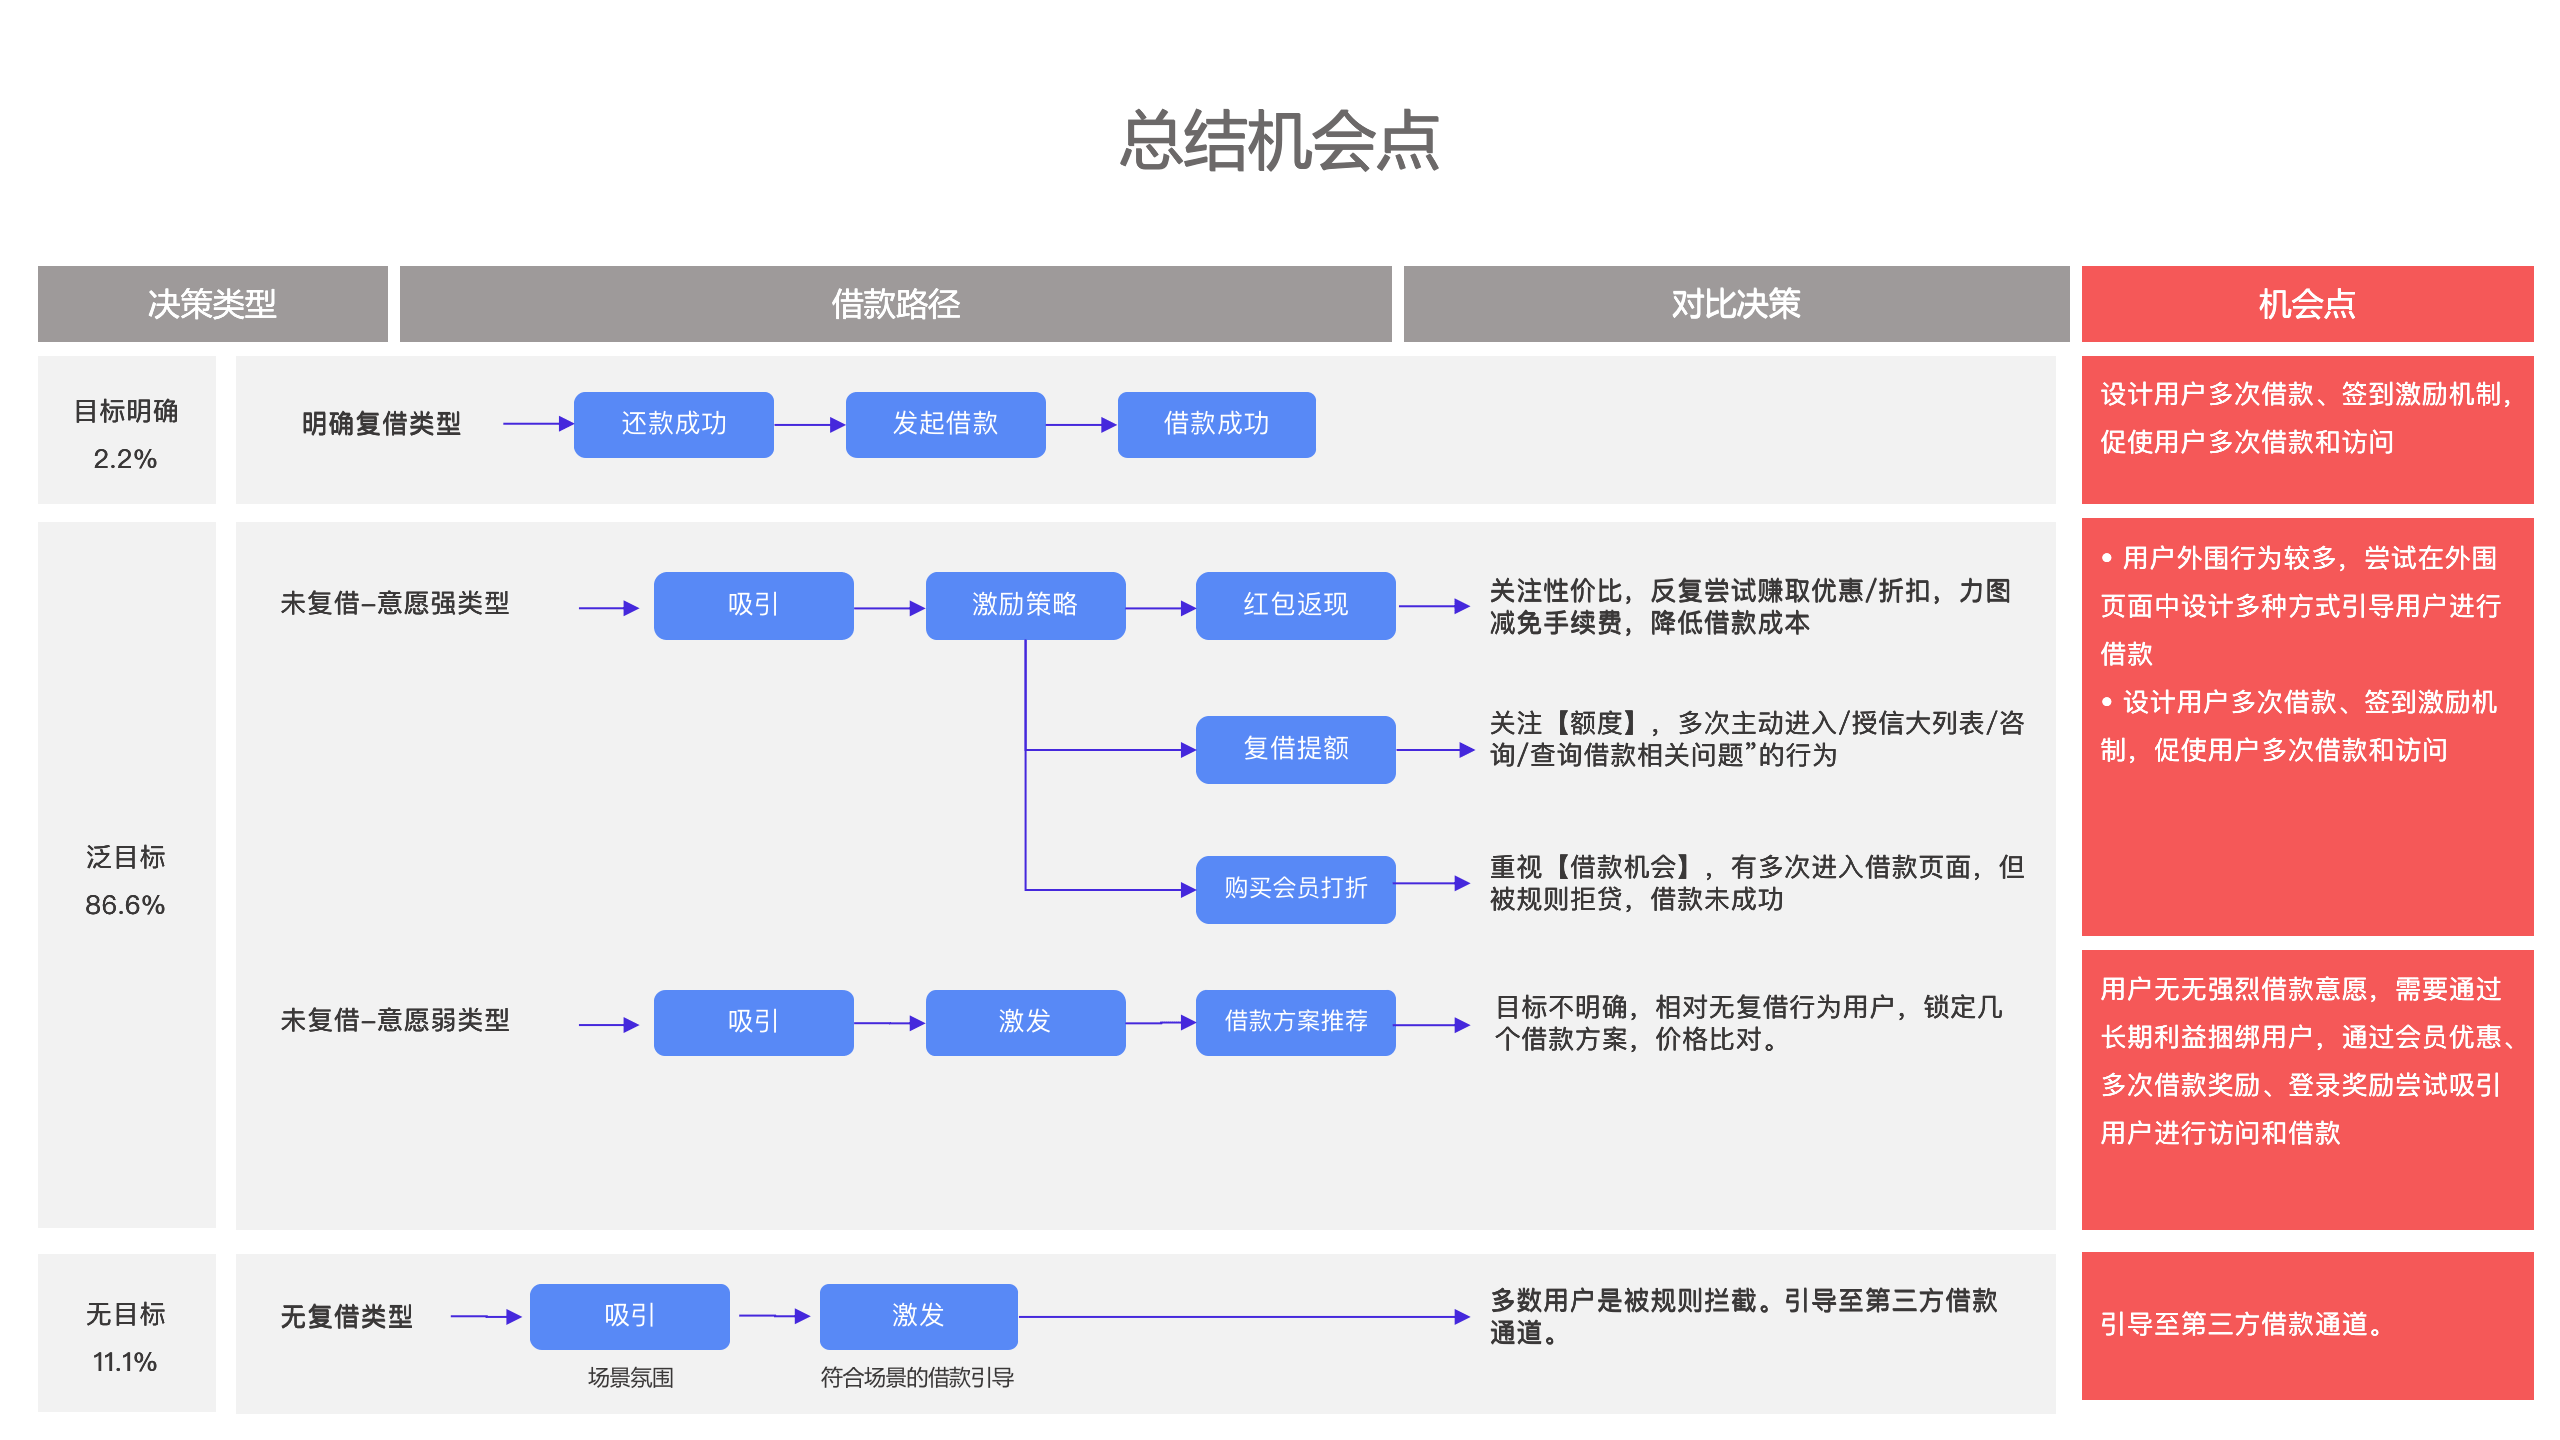 总结机会点
决策类型
借款路径
对比决策
机会点
目标明确
2.2%
明确复借类型
还款成功
发起借款
借款成功
设计用户多次借款、签到激励机制，
促使用户多次借款和访问
泛目标
86.6%
未复借–意愿强类型
吸引
激励策略
红包返现
关注性价比，反复尝试赚取优惠/折扣，力图
减免手续费，降低借款成本
复借提额
关注【额度】，多次主动进入/授信大列表/咨
询/查询借款相关问题”的行为
购买会员打折
重视【借款机会】，有多次进入借款页面，但
被规则拒贷，借款未成功
• 用户外围行为较多，尝试在外围
页面中设计多种方式引导用户进行
借款
• 设计用户多次借款、签到激励机
制，促使用户多次借款和访问
未复借–意愿弱类型
吸引
激发
借款方案推荐
目标不明确，相对无复借行为用户，锁定几
个借款方案，价格比对。
用户无无强烈借款意愿，需要通过
长期利益捆绑用户，通过会员优惠、
多次借款奖励、登录奖励尝试吸引
用户进行访问和借款
无目标
11.1%
无复借类型
吸引
场景氛围
激发
符合场景的借款引导
多数用户是被规则拦截。引导至第三方借款
通道。
引导至第三方借款通道。